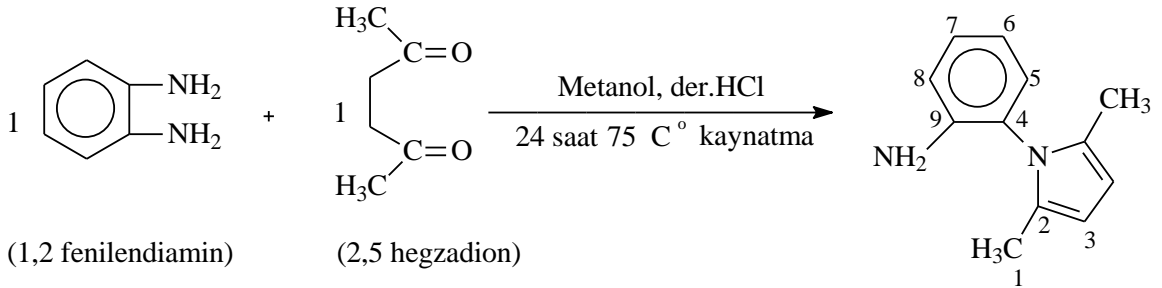 H₃C
C=O
1
NH₂
NH₂
+
1
C=O
H₃C
Metanol, der.HCl
24 saat 75 C° kaynatma
7
6
8
5
9
4
NH₂
N
CH₃
2
3
H₃C
1
(1,2 fenilendiamin)
(2,5 hegzadion)